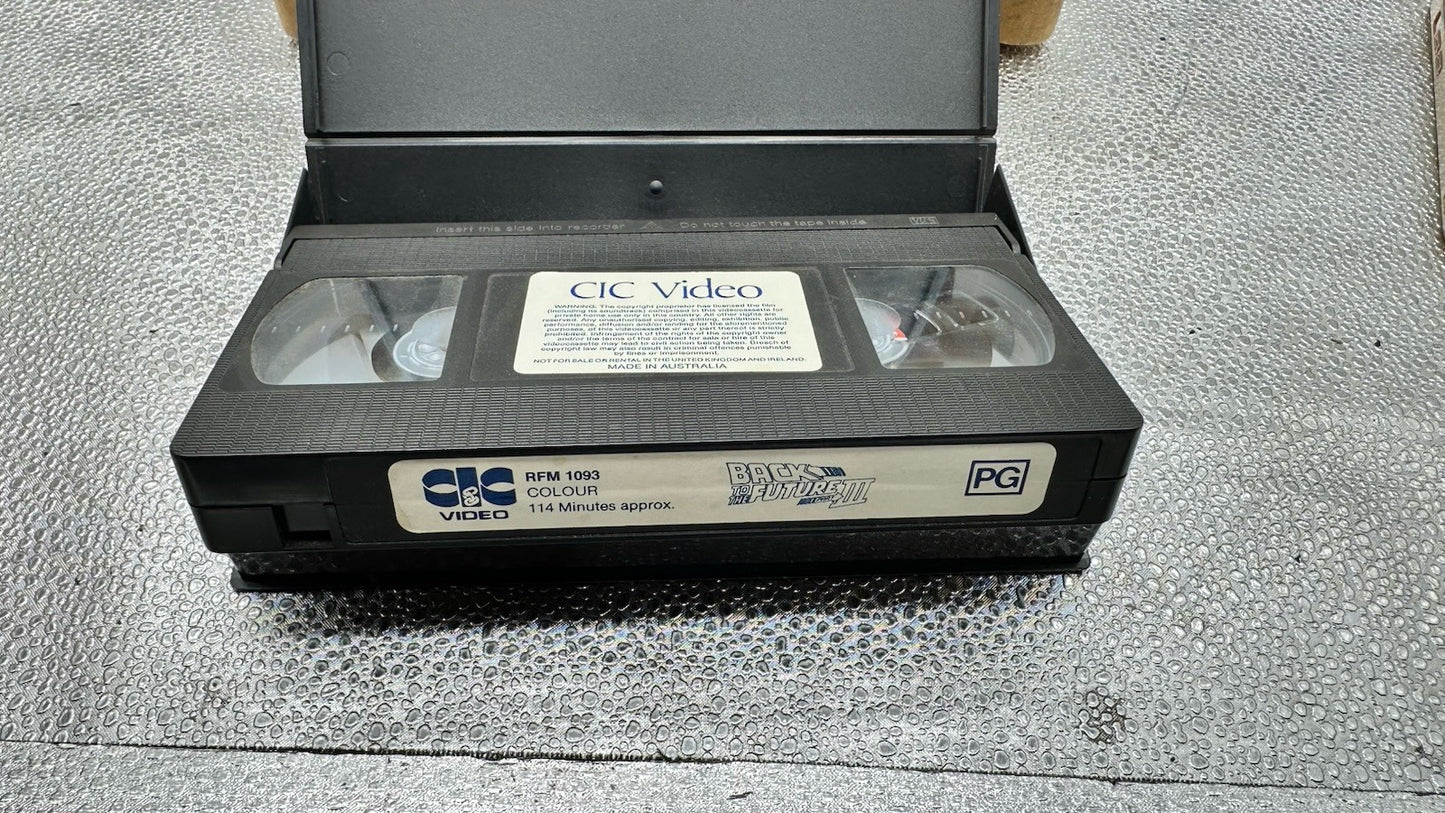 Insert this side into recorder △ Do not touch the tape inside VHS
CIC Video
WARNING: The copyright proprietor has licensed the film
(including its soundtrack) comprised in this videocassette for
private home use only in this country. All other rights are
reserved. Any unauthorised copying, editing, exhibition, public
performance, diffusion and/or lending for the aforementioned
purposes, of this videocassette or any part thereof is strictly
prohibited. Infringement of the rights of the copyright owner
and/or the terms of the contract for sale or hire of this
videocassette may lead to civil action being taken. Breach of
copyright law may also result in criminal offences punishable
by fines or imprisonment.
NOT FOR SALE OR RENTAL IN THE UNITED KINGDOM AND IRELAND.
MADE IN AUSTRALIA
CIC
VIDEO
RFM 1093
COLOUR
114 Minutes approx.
BACK
TO THE FUTURE
PART III
PG